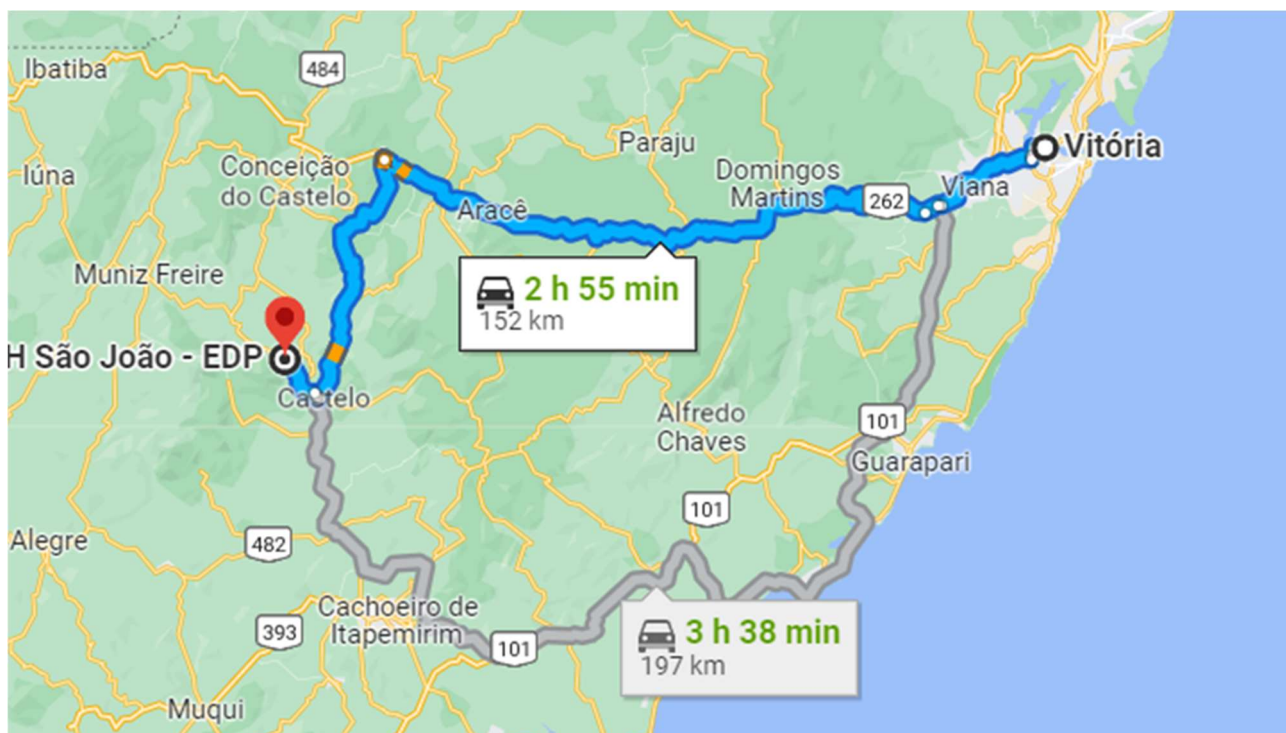 Ibatiba
484
Paraju
Vitória
Conceição
do Castelo
Iúna
Domingos
Martins
262
Viana
Aracê
Muniz Freire
2 h 55 min
152 km
H São João - EDP
Castelo
Alfredo
Chaves
101
Guarapari
101
482
Alegre
Cachoeiro de
Itapemirim
393
101
3 h 38 min
197 km
Muqui